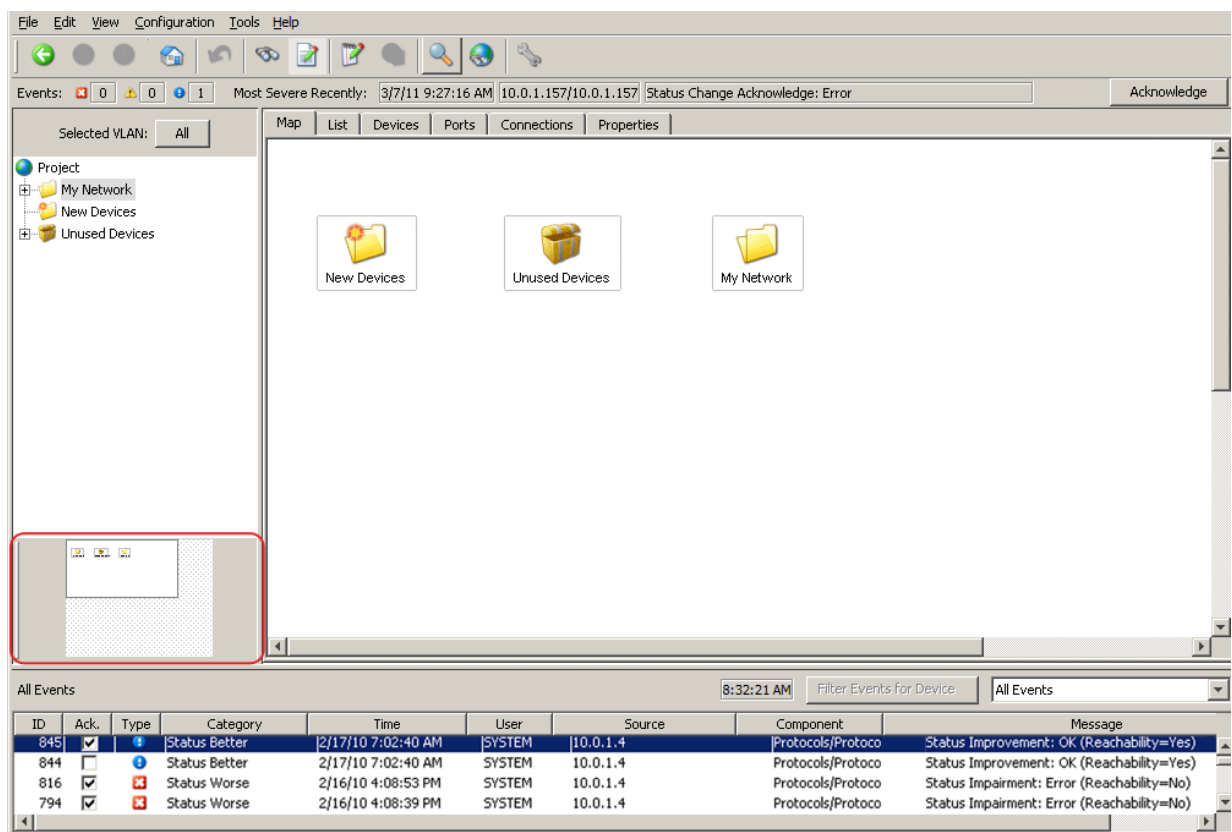 File Edit View Configuration Tools Help
Events: 0 0 1 Most Severe Recently: 3/7/11 9:27:16 AM 10.0.1.157/10.0.1.157 Status Change Acknowledge: Error Acknowledge
Selected VLAN: All
Map List Devices Ports Connections Properties
Project
My Network
New Devices
Unused Devices
New Devices Unused Devices My Network
All Events 8:32:21 AM Filter Events for Device All Events
ID Ack. Type Category Time User Source Component Message
845 Status Better 2/17/10 7:02:40 AM SYSTEM 10.0.1.4 Protocols/Protoco Status Improvement: OK (Reachability=Yes)
844 Status Better 2/17/10 7:02:40 AM SYSTEM 10.0.1.4 Protocols/Protoco Status Improvement: OK (Reachability=Yes)
816 Status Worse 2/16/10 4:08:53 PM SYSTEM 10.0.1.4 Protocols/Protoco Status Impairment: Error (Reachability=No)
794 Status Worse 2/16/10 4:08:39 PM SYSTEM 10.0.1.4 Protocols/Protoco Status Impairment: Error (Reachability=No)